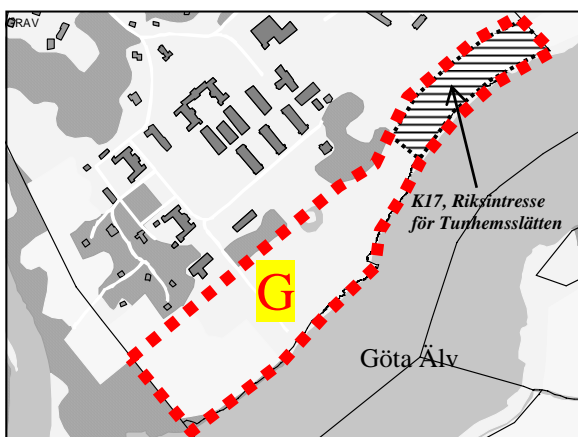 GRAV
K17, Riksintresse
för Tunhemsslätten
G
Göta Älv